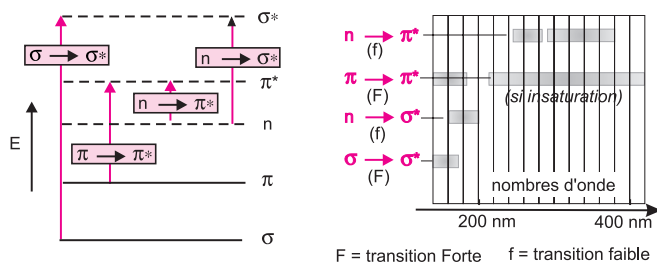 σ*
σ → σ*
n → σ*
π*
n → π*
n
E
π → π*
π
σ
n → π*
(f)
π → π*
(F)
(si insaturation)
n → σ*
(f)
σ → σ*
(F)
nombres d'onde
200 nm
400 nm
F = transition Forte
f = transition faible